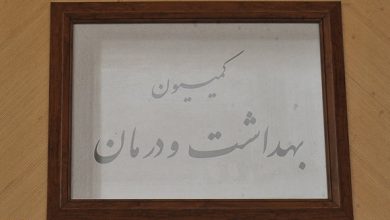 کمیسیون
بهداشت و درمان